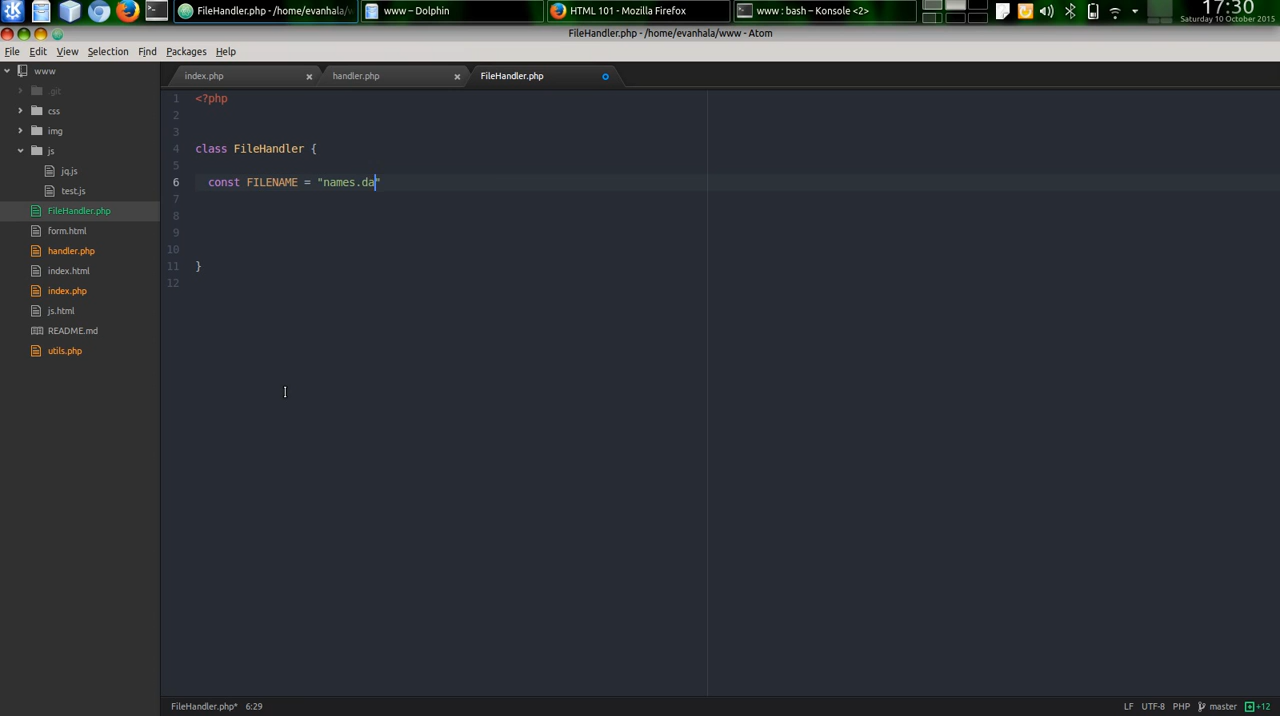 FileHandler.php - /home/evanhala/w
www – Dolphin
HTML 101 - Mozilla Firefox
www : bash – Konsole <2>
17:30
Saturday 10 October 2015
FileHandler.php - /home/evanhala/www - Atom
File Edit View Selection Find Packages Help
www
.git
css
img
js
jq.js
test.js
FileHandler.php
form.html
handler.php
index.html
index.php
js.html
README.md
utils.php
index.php
handler.php
FileHandler.php
1 <?php
2
3
4 class FileHandler {
5
6 const FILENAME = "names.da"
7
8
9
10
11 }
12
FileHandler.php* 6:29
LF UTF-8 PHP master +12